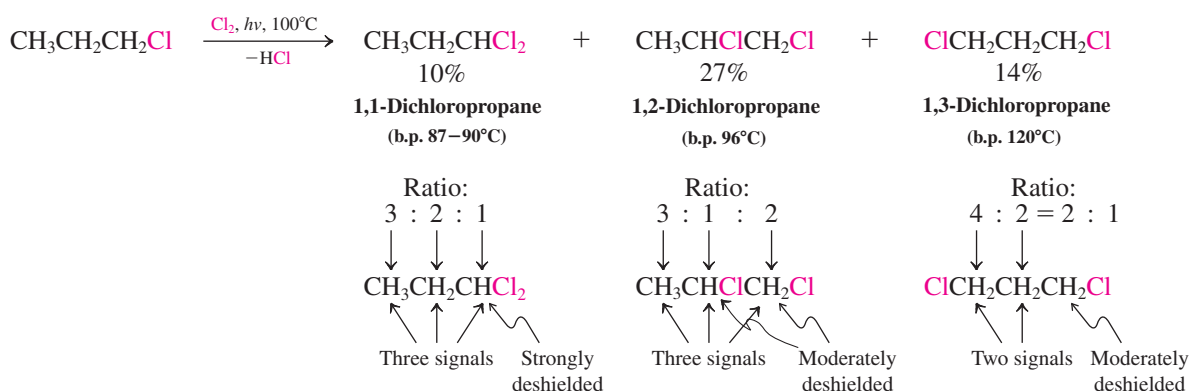 CH₃CH₂CH₂Cl  Cl₂, hν, 100°C  −HCl  CH₃CH₂CHCl₂ + CH₃CHClCH₂Cl + ClCH₂CH₂CH₂Cl
10% 27% 14%
1,1-Dichloropropane 1,2-Dichloropropane 1,3-Dichloropropane
(b.p. 87–90°C) (b.p. 96°C) (b.p. 120°C)
Ratio: Ratio: Ratio:
3 : 2 : 1 3 : 1 : 2 4 : 2 = 2 : 1
CH₃CH₂CHCl₂ CH₃CHClCH₂Cl ClCH₂CH₂CH₂Cl
Three signals Strongly Three signals Moderately Two signals Moderately
deshielded deshielded deshielded